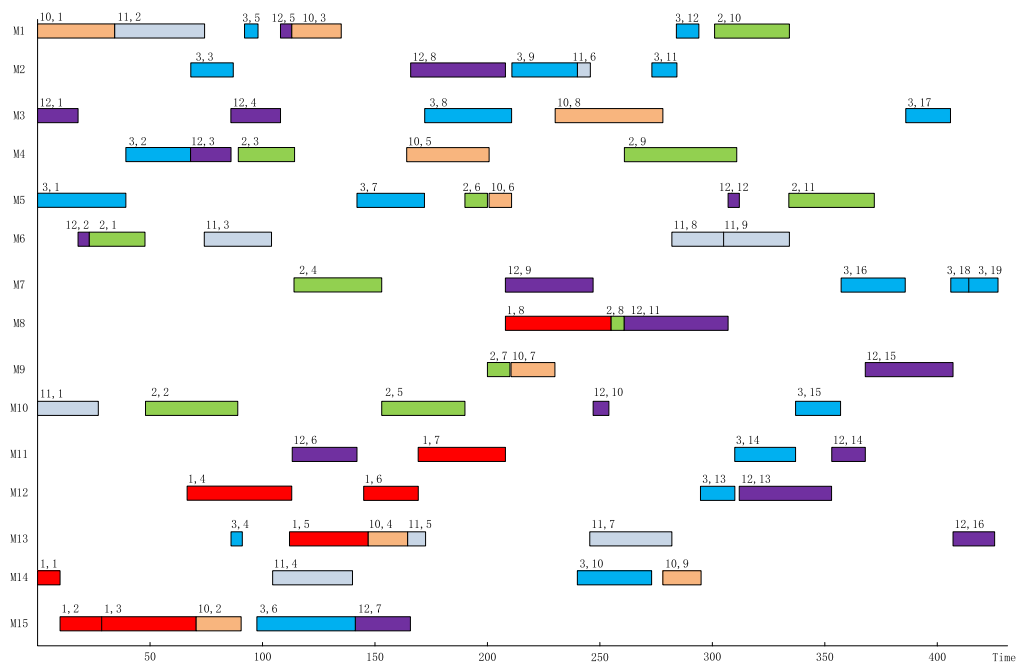 M1 10,1 11,2 3,5 12,5 10,3 3,12 2,10
M2 3,3 12,8 3,9 11,6 3,11
M3 12,1 12,4 3,8 10,8 3,17
M4 3,2 12,3 2,3 10,5 2,9
M5 3,1 3,7 2,6 10,6 12,12 2,11
M6 12,2 2,1 11,3 11,8 11,9
M7 2,4 12,9 3,16 3,18 3,19
M8 1,8 2,8 12,11
M9 2,7 10,7 12,15
M10 11,1 2,2 2,5 12,10 3,15
M11 12,6 1,7 3,14 12,14
M12 1,4 1,6 3,13 12,13
M13 3,4 1,5 10,4 11,5 11,7 12,16
M14 1,1 11,4 3,10 10,9
M15 1,2 1,3 10,2 3,6 12,7
50 100 150 200 250 300 350 400 Time